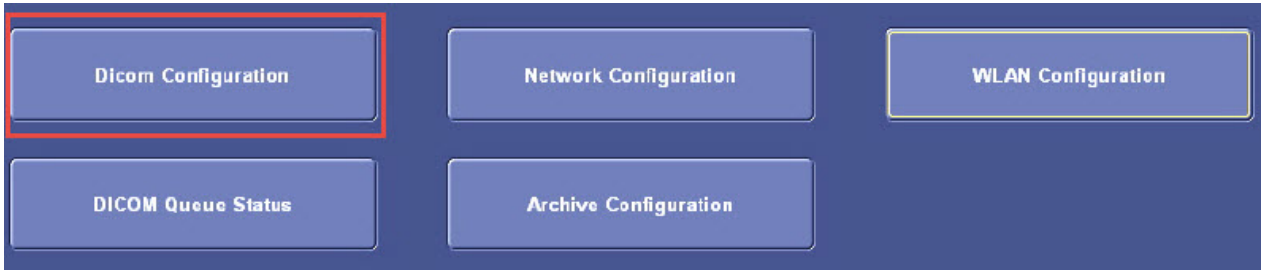 Dicom Configuration
Network Configuration
WLAN Configuration
DICOM Queue Status
Archive Configuration